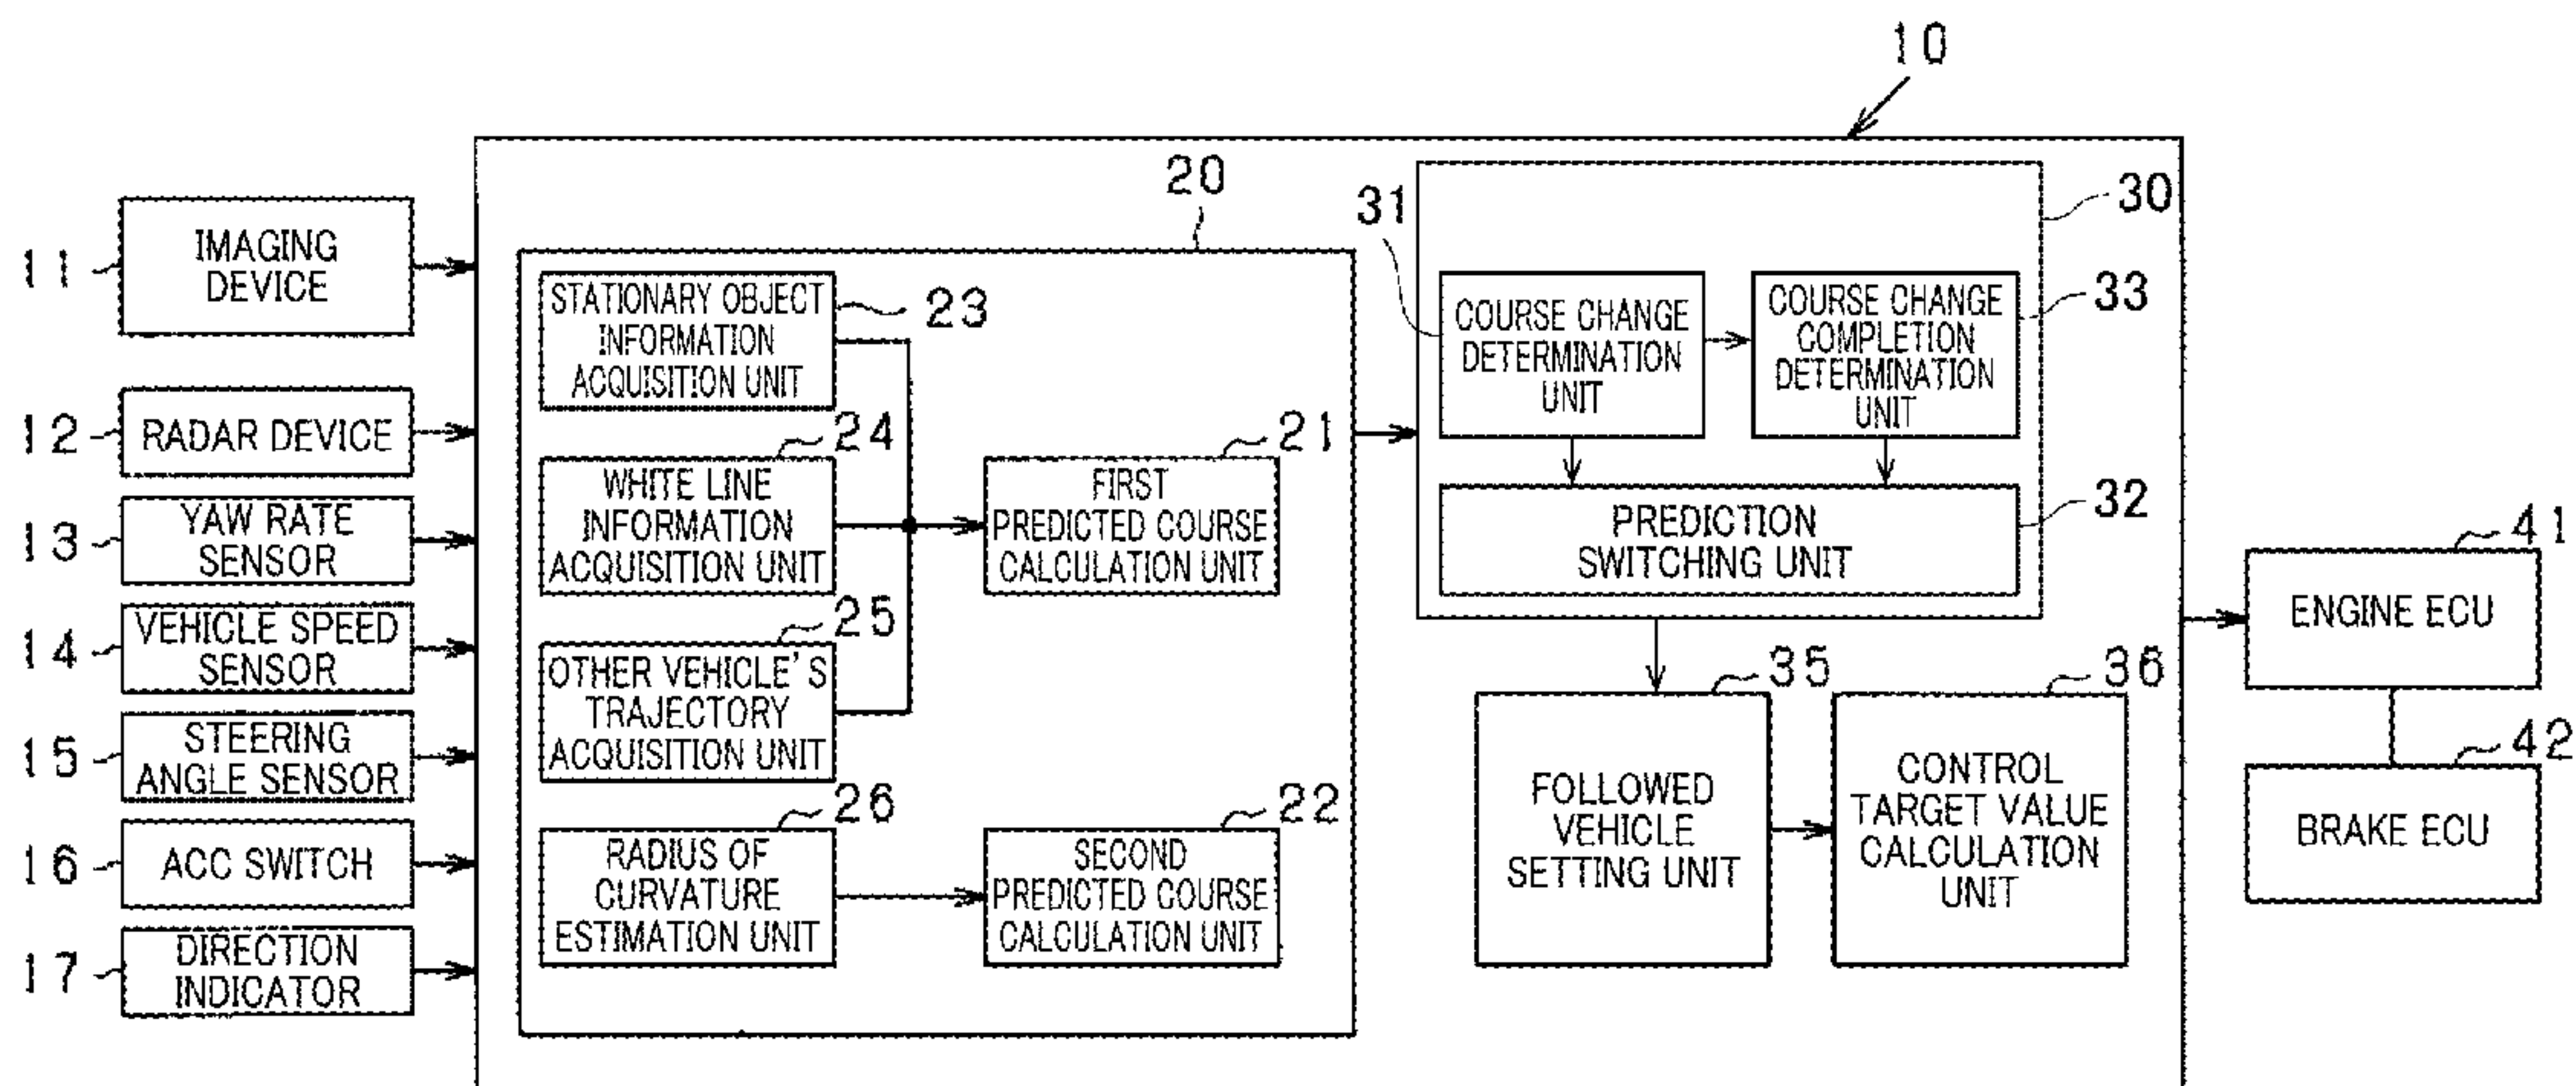 10
11
IMAGING
DEVICE
12
RADAR DEVICE
13
YAW RATE
SENSOR
14
VEHICLE SPEED
SENSOR
15
STEERING
ANGLE SENSOR
16
ACC SWITCH
17
DIRECTION
INDICATOR
20
STATIONARY OBJECT
INFORMATION
ACQUISITION UNIT
23
WHITE LINE
INFORMATION
ACQUISITION UNIT
24
OTHER VEHICLE'S
TRAJECTORY
ACQUISITION UNIT
25
RADIUS OF
CURVATURE
ESTIMATION UNIT
26
FIRST
PREDICTED COURSE
CALCULATION UNIT
21
SECOND
PREDICTED COURSE
CALCULATION UNIT
22
30
31
COURSE CHANGE
DETERMINATION
UNIT
COURSE CHANGE
COMPLETION
DETERMINATION
UNIT
33
PREDICTION
SWITCHING UNIT
32
35
FOLLOWED
VEHICLE
SETTING UNIT
36
CONTROL
TARGET VALUE
CALCULATION
UNIT
41
ENGINE ECU
42
BRAKE ECU